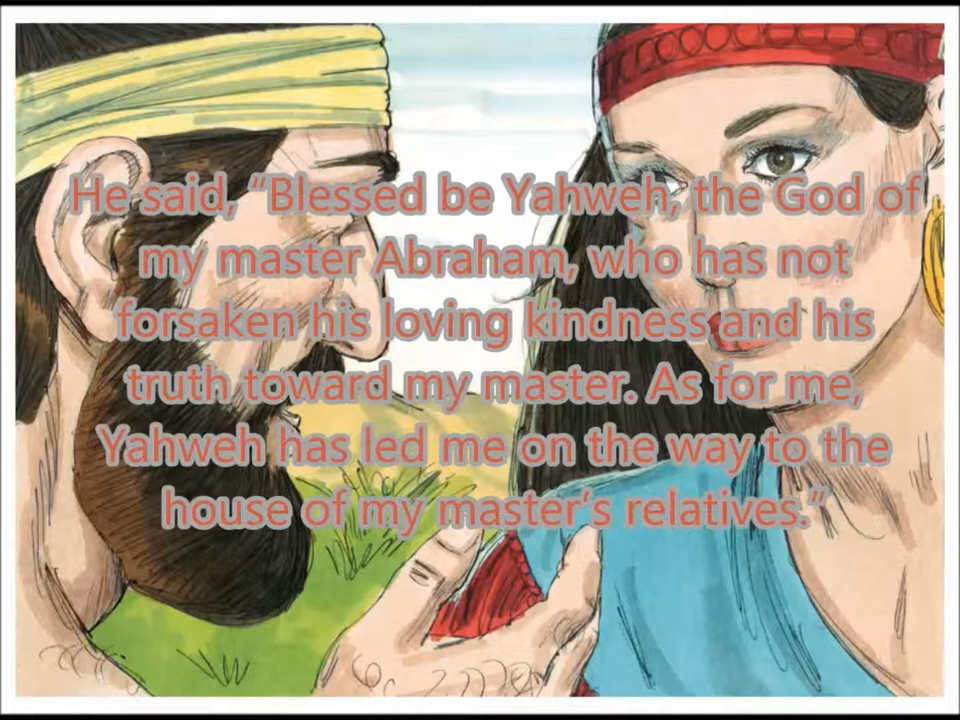 He said, “Blessed be Yahweh, the God of
my master Abraham, who has not
forsaken his loving kindness and his
truth toward my master. As for me,
Yahweh has led me on the way to the
house of my master’s relatives.”